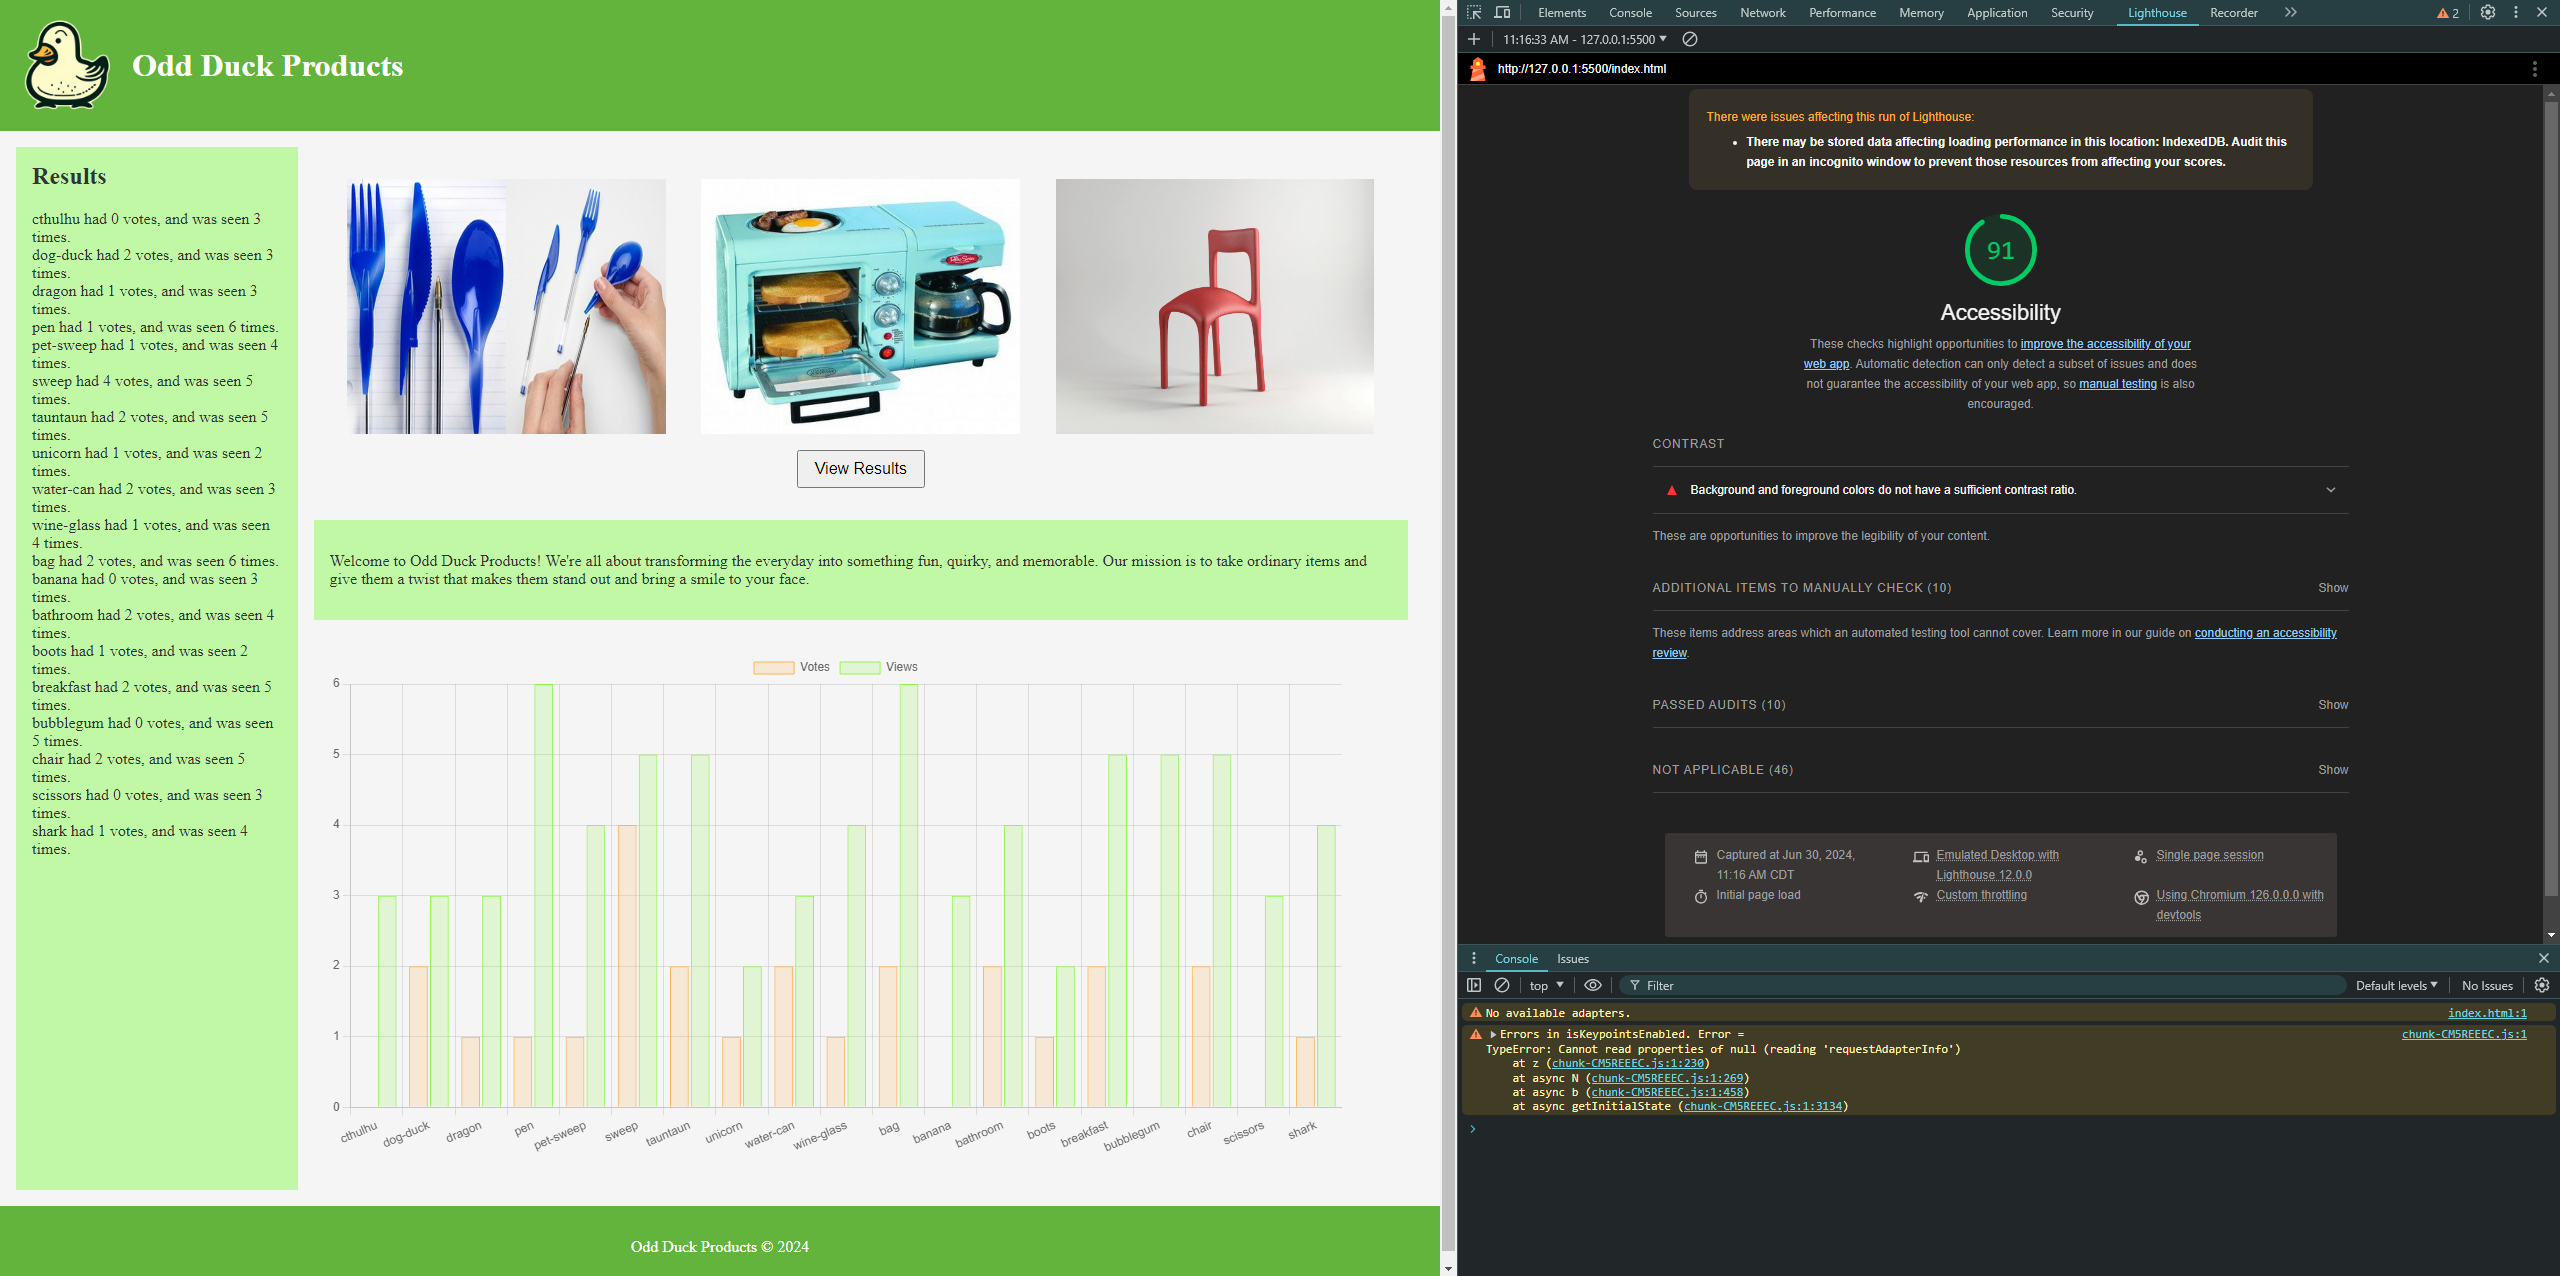 Odd Duck Products
Results
cthulhu had 0 votes, and was seen 3
times.
dog-duck had 2 votes, and was seen 3
times.
dragon had 1 votes, and was seen 3
times.
pen had 1 votes, and was seen 6 times.
pet-sweep had 1 votes, and was seen 4
times.
sweep had 4 votes, and was seen 5
times.
tauntaun had 2 votes, and was seen 5
times.
unicorn had 1 votes, and was seen 2
times.
water-can had 2 votes, and was seen 3
times.
wine-glass had 1 votes, and was seen
4 times.
bag had 2 votes, and was seen 6 times.
banana had 0 votes, and was seen 3
times.
bathroom had 2 votes, and was seen 4
times.
boots had 1 votes, and was seen 2
times.
breakfast had 2 votes, and was seen 5
times.
bubblegum had 0 votes, and was seen
5 times.
chair had 2 votes, and was seen 5
times.
scissors had 0 votes, and was seen 3
times.
shark had 1 votes, and was seen 4
times.
View Results
Welcome to Odd Duck Products! We're all about transforming the everyday into something fun, quirky, and memorable. Our mission is to take ordinary items and
give them a twist that makes them stand out and bring a smile to your face.
Votes Views
6
5
4
3
2
1
0
cthulhu dog-duck dragon pen pet-sweep sweep tauntaun unicorn water-can wine-glass bag banana bathroom boots breakfast bubblegum chair scissors shark
Odd Duck Products © 2024
Elements Console Sources Network Performance Memory Application Security Lighthouse Recorder 2
11:16:33 AM - 127.0.0.1:5500
http://127.0.0.1:5500/index.html
There were issues affecting this run of Lighthouse:
• There may be stored data affecting loading performance in this location: IndexedDB. Audit this
page in an incognito window to prevent those resources from affecting your scores.
91
Accessibility
These checks highlight opportunities to improve the accessibility of your
web app. Automatic detection can only detect a subset of issues and does
not guarantee the accessibility of your web app, so manual testing is also
encouraged.
CONTRAST
Background and foreground colors do not have a sufficient contrast ratio.
These are opportunities to improve the legibility of your content.
ADDITIONAL ITEMS TO MANUALLY CHECK (10) Show
These items address areas which an automated testing tool cannot cover. Learn more in our guide on conducting an accessibility
review.
PASSED AUDITS (10) Show
NOT APPLICABLE (46) Show
Captured at Jun 30, 2024,
11:16 AM CDT
Emulated Desktop with
Lighthouse 12.0.0
Single page session
Initial page load
Custom throttling
Using Chromium 126.0.0.0 with
devtools
Console Issues
top Filter Default levels No Issues
No available adapters. index.html:1
Errors in isKeypointsEnabled. Error = chunk-CM5REEEC.js:1
TypeError: Cannot read properties of null (reading 'requestAdapterInfo')
at z (chunk-CM5REEEC.js:1:230)
at async N (chunk-CM5REEEC.js:1:269)
at async b (chunk-CM5REEEC.js:1:458)
at async getInitialState (chunk-CM5REEEC.js:1:3134)